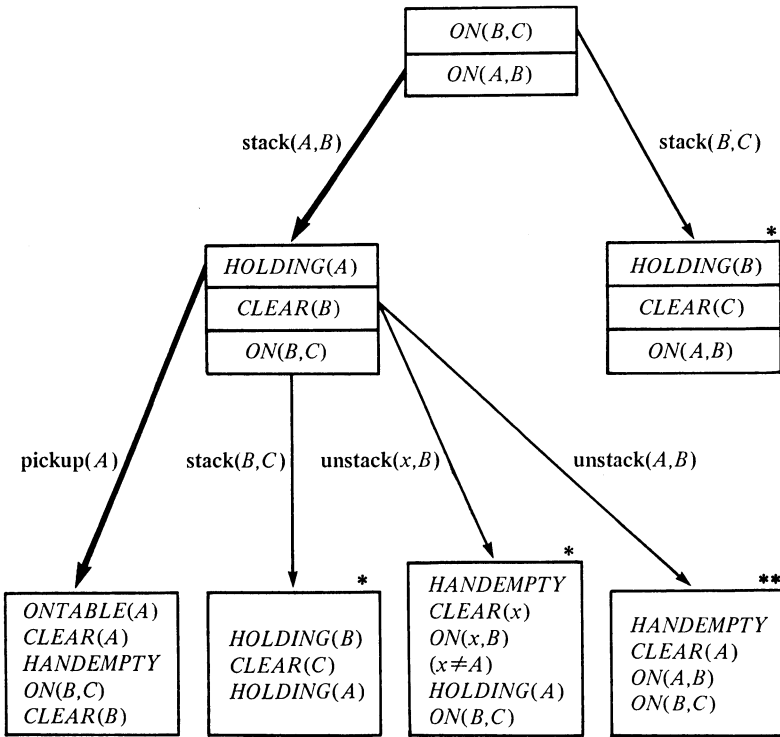 ON(B,C)
ON(A,B)
stack(A,B)
stack(B,C)
*
HOLDING(A)
CLEAR(B)
ON(B,C)
HOLDING(B)
CLEAR(C)
ON(A,B)
pickup(A)
stack(B,C)
unstack(x,B)
unstack(A,B)
ONTABLE(A)
CLEAR(A)
HANDEMPTY
ON(B,C)
CLEAR(B)
*
HOLDING(B)
CLEAR(C)
HOLDING(A)
*
HANDEMPTY
CLEAR(x)
ON(x,B)
(x≠A)
HOLDING(A)
ON(B,C)
**
HANDEMPTY
CLEAR(A)
ON(A,B)
ON(B,C)